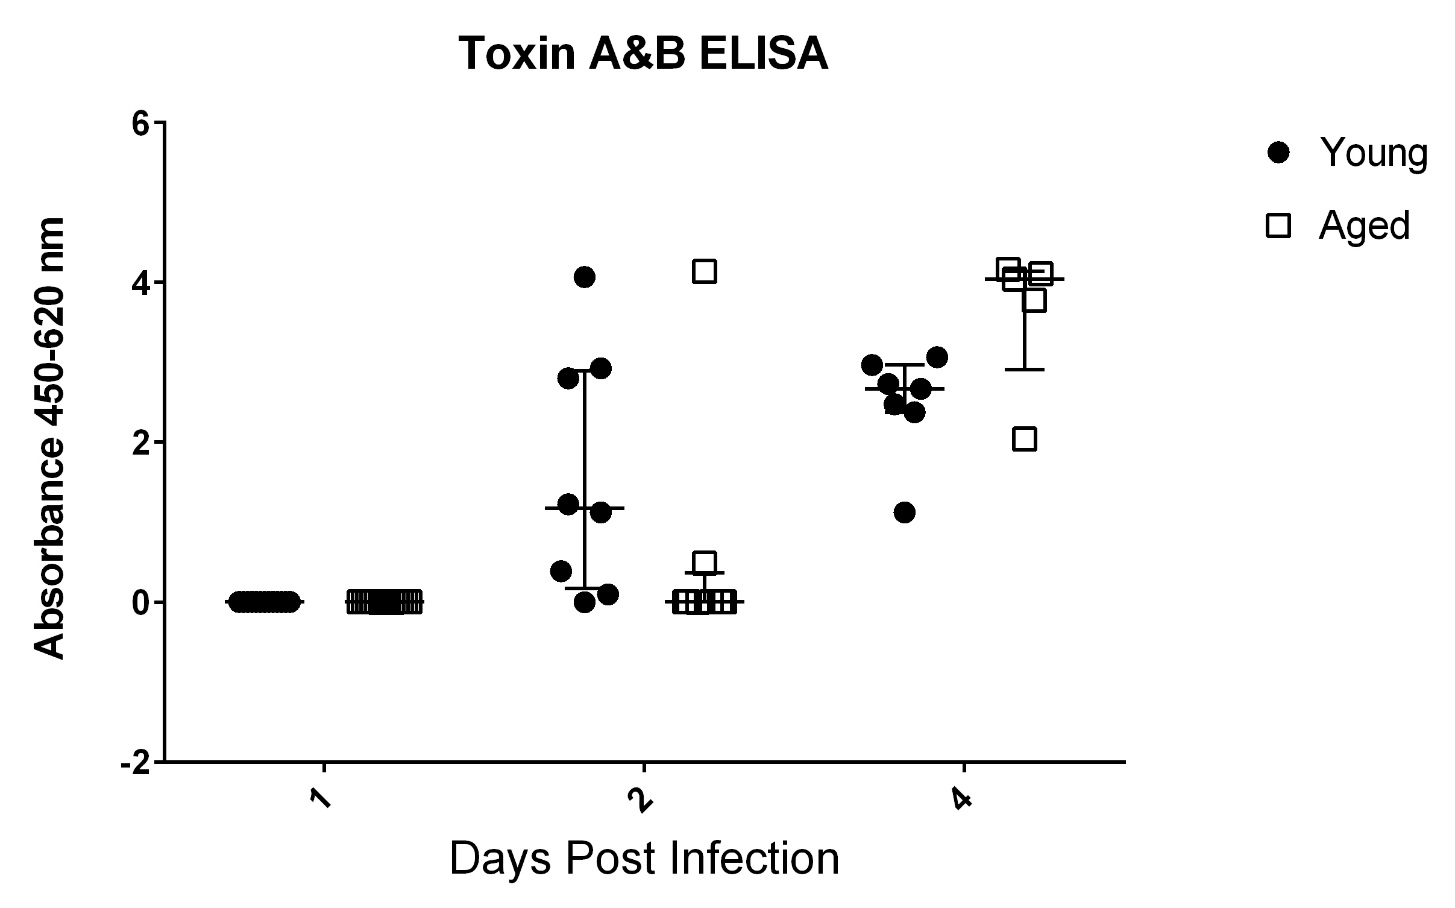 Toxin A&B ELISA
Young
Aged
Absorbance 450-620 nm
6
4
2
0
-2
1
2
4
Days Post Infection